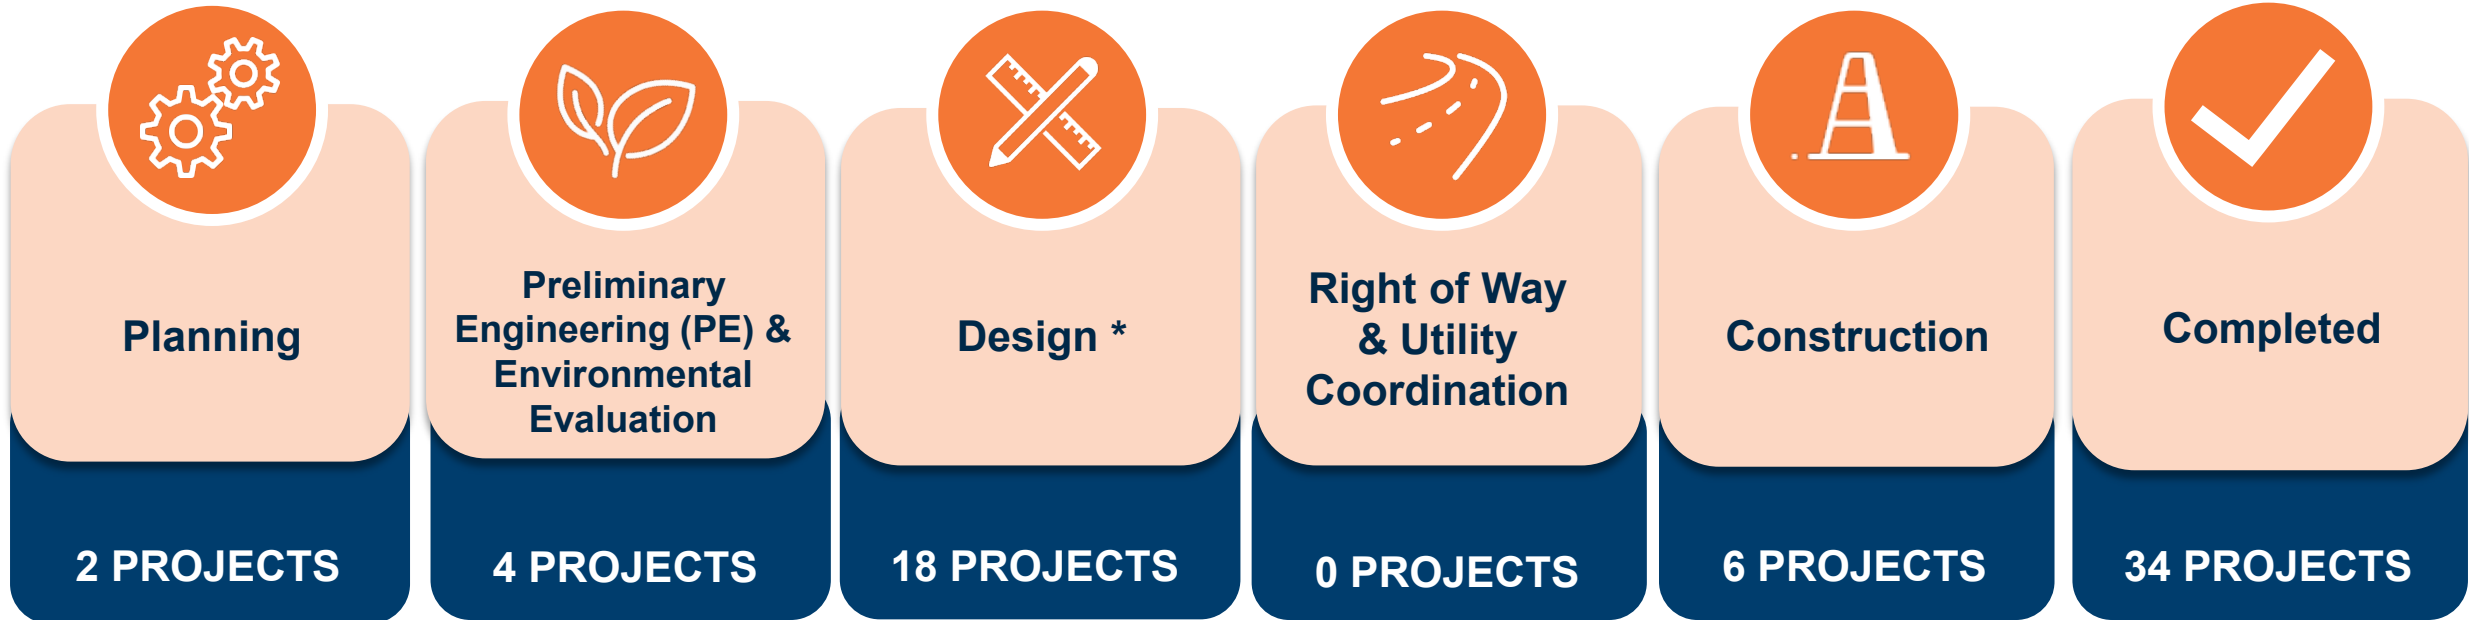 Planning
2 PROJECTS
Preliminary
Engineering (PE) &
Environmental
Evaluation
4 PROJECTS
Design *
18 PROJECTS
Right of Way
& Utility
Coordination
0 PROJECTS
Construction
6 PROJECTS
Completed
34 PROJECTS